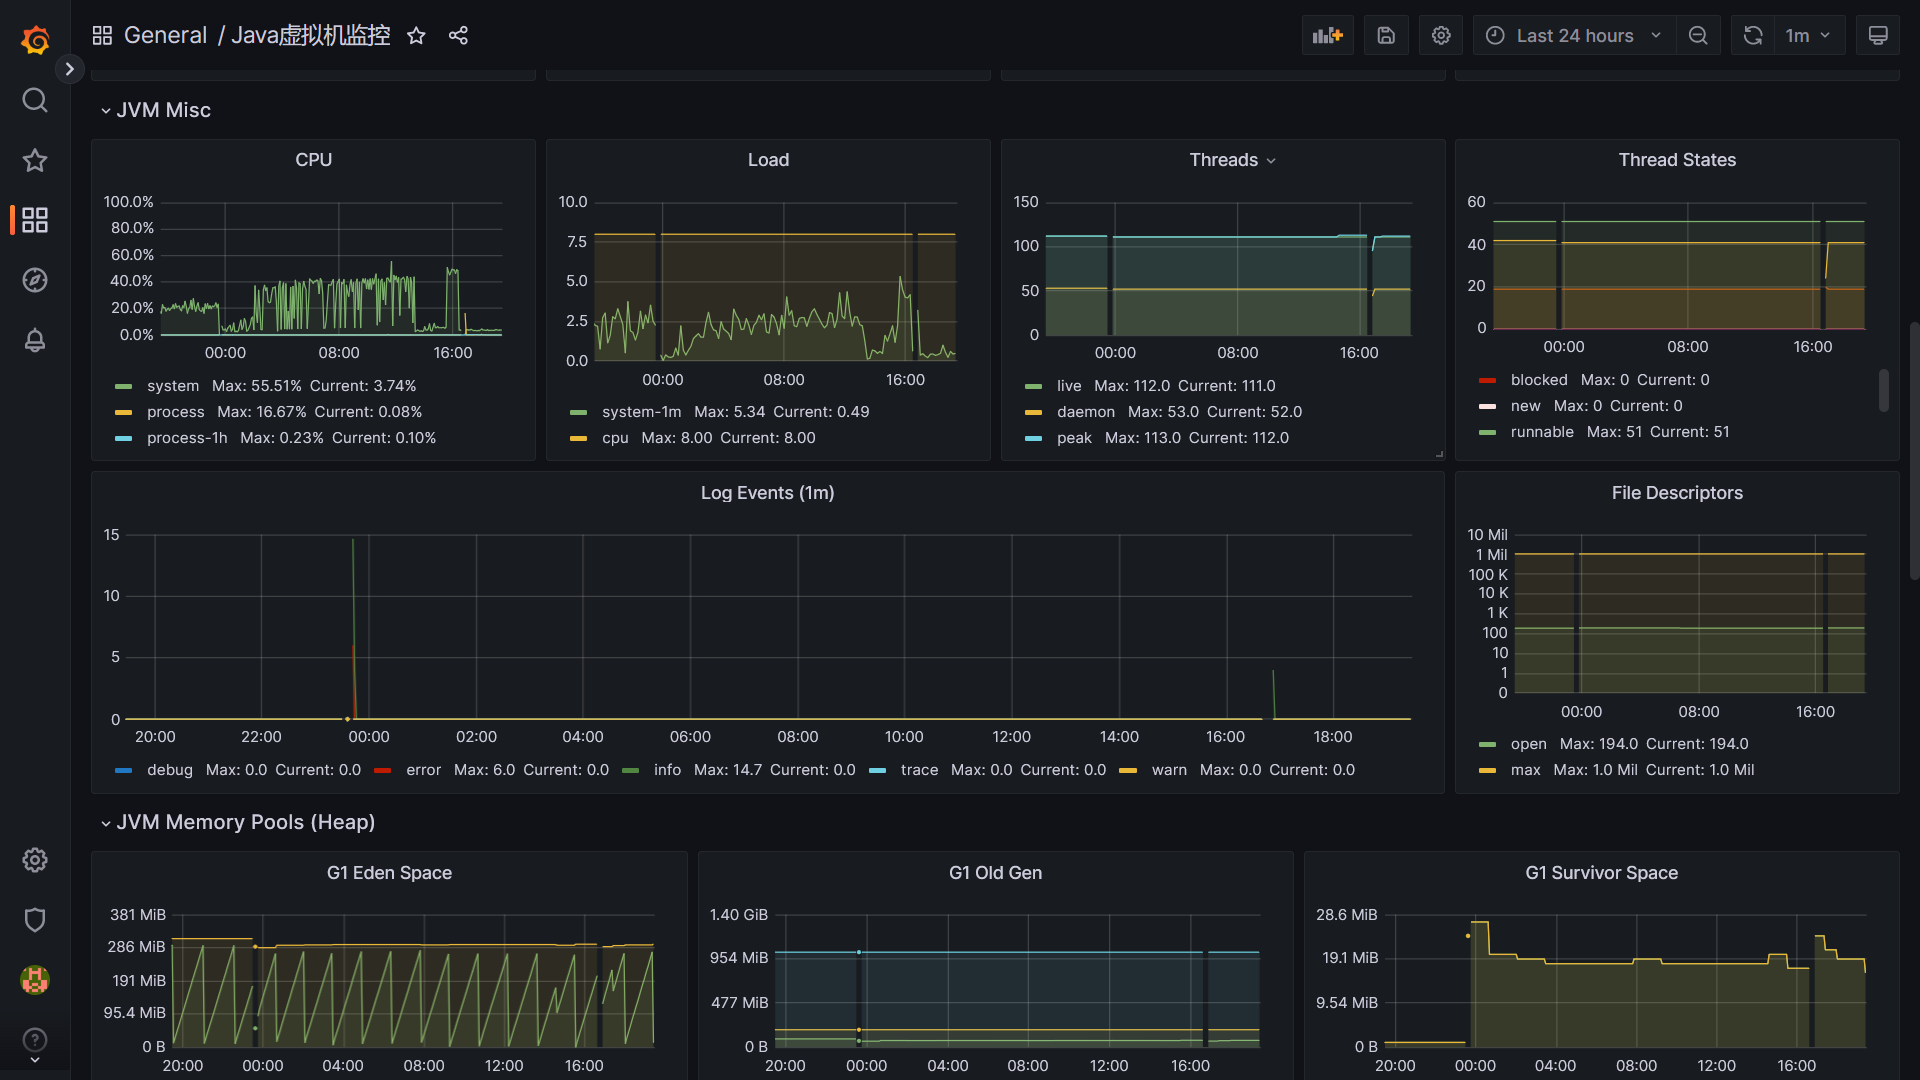 General / Java虚拟机监控
Last 24 hours
1m
JVM Misc
CPU
100.0%
80.0%
60.0%
40.0%
20.0%
0.0%
00:00 08:00 16:00
system Max: 55.51% Current: 3.74%
process Max: 16.67% Current: 0.08%
process-1h Max: 0.23% Current: 0.10%
Load
10.0
7.5
5.0
2.5
0.0
00:00 08:00 16:00
system-1m Max: 5.34 Current: 0.49
cpu Max: 8.00 Current: 8.00
Threads
150
100
50
0
00:00 08:00 16:00
live Max: 112.0 Current: 111.0
daemon Max: 53.0 Current: 52.0
peak Max: 113.0 Current: 112.0
Thread States
60
40
20
0
00:00 08:00 16:00
blocked Max: 0 Current: 0
new Max: 0 Current: 0
runnable Max: 51 Current: 51
Log Events (1m)
15
10
5
0
20:00 22:00 00:00 02:00 04:00 06:00 08:00 10:00 12:00 14:00 16:00 18:00
debug Max: 0.0 Current: 0.0 error Max: 6.0 Current: 0.0 info Max: 14.7 Current: 0.0 trace Max: 0.0 Current: 0.0 warn Max: 0.0 Current: 0.0
File Descriptors
10 Mil
1 Mil
100 K
10 K
1 K
100
10
1
0
00:00 08:00 16:00
open Max: 194.0 Current: 194.0
max Max: 1.0 Mil Current: 1.0 Mil
JVM Memory Pools (Heap)
G1 Eden Space
381 MiB
286 MiB
191 MiB
95.4 MiB
0 B
20:00 00:00 04:00 08:00 12:00 16:00
G1 Old Gen
1.40 GiB
954 MiB
477 MiB
0 B
20:00 00:00 04:00 08:00 12:00 16:00
G1 Survivor Space
28.6 MiB
19.1 MiB
9.54 MiB
0 B
20:00 00:00 04:00 08:00 12:00 16:00